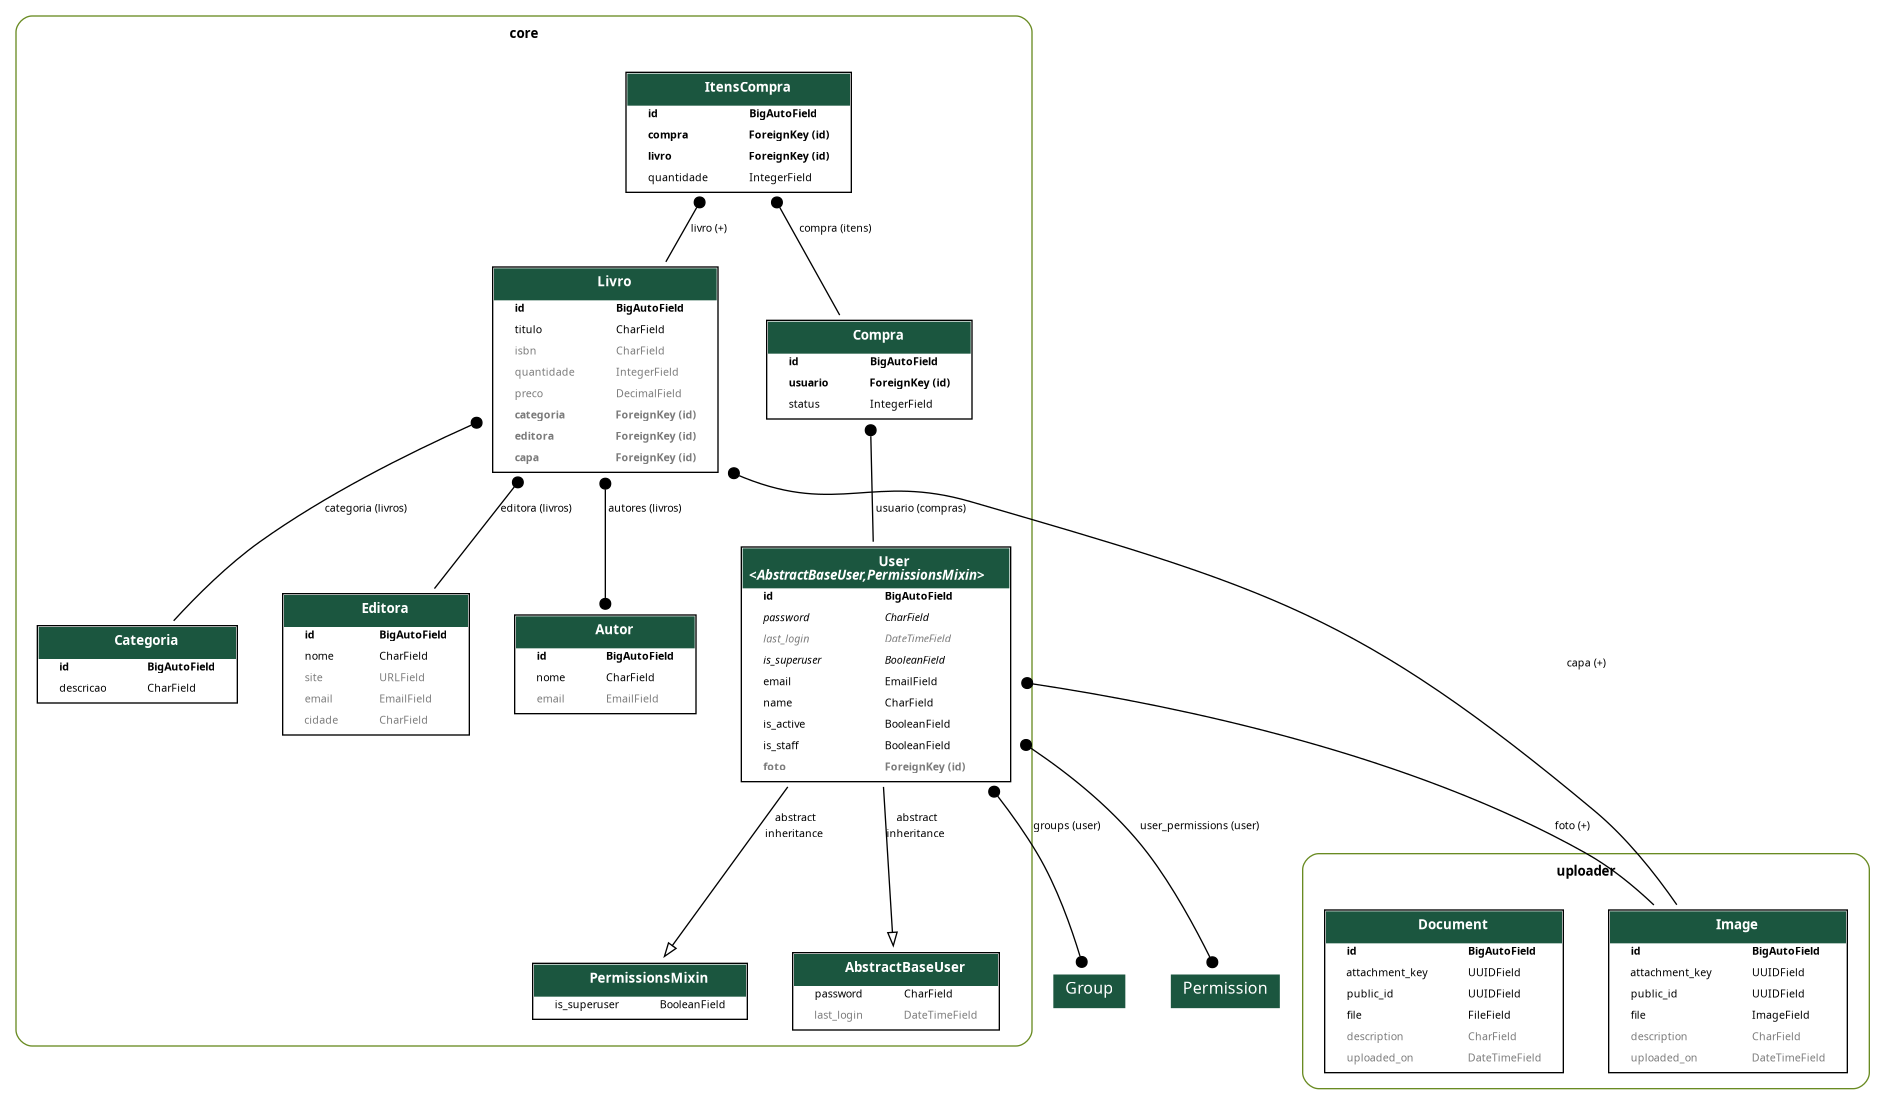 core
ItensCompra
id BigAutoField
compra ForeignKey (id)
livro ForeignKey (id)
quantidade IntegerField
livro (+)
compra (itens)
Livro
id BigAutoField
titulo CharField
isbn CharField
quantidade IntegerField
preco DecimalField
categoria ForeignKey (id)
editora ForeignKey (id)
capa ForeignKey (id)
Compra
id BigAutoField
usuario ForeignKey (id)
status IntegerField
categoria (livros)
editora (livros)
autores (livros)
usuario (compras)
capa (+)
Categoria
id BigAutoField
descricao CharField
Editora
id BigAutoField
nome CharField
site URLField
email EmailField
cidade CharField
Autor
id BigAutoField
nome CharField
email EmailField
User
<AbstractBaseUser,PermissionsMixin>
id BigAutoField
password CharField
last_login DateTimeField
is_superuser BooleanField
email EmailField
name CharField
is_active BooleanField
is_staff BooleanField
foto ForeignKey (id)
abstract
inheritance
abstract
inheritance
groups (user)
user_permissions (user)
foto (+)
PermissionsMixin
is_superuser BooleanField
AbstractBaseUser
password CharField
last_login DateTimeField
Group
Permission
uploader
Document
id BigAutoField
attachment_key UUIDField
public_id UUIDField
file FileField
description CharField
uploaded_on DateTimeField
Image
id BigAutoField
attachment_key UUIDField
public_id UUIDField
file ImageField
description CharField
uploaded_on DateTimeField